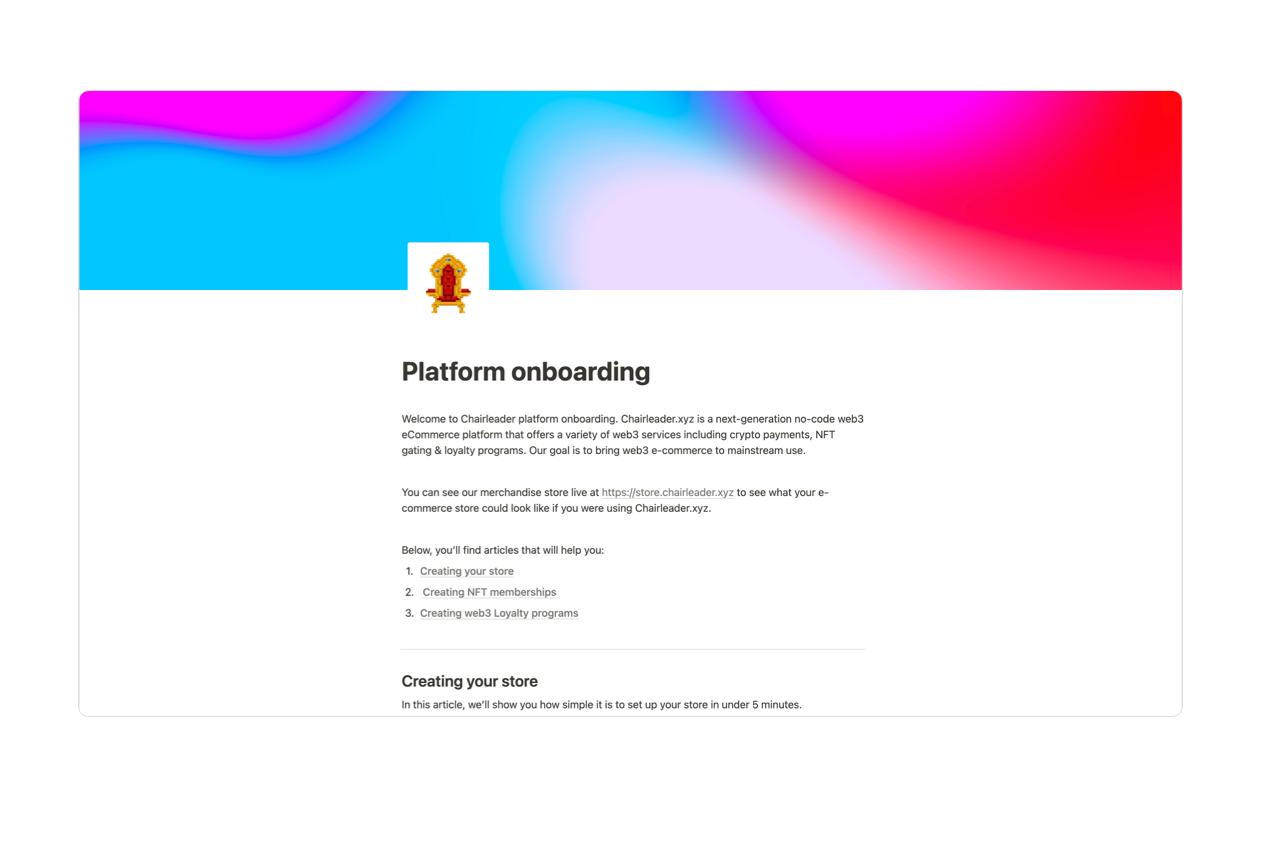 Platform onboarding
Welcome to Chairleader platform onboarding. Chairleader.xyz is a next-generation no-code web3
eCommerce platform that offers a variety of web3 services including crypto payments, NFT
gating & loyalty programs. Our goal is to bring web3 e-commerce to mainstream use.
You can see our merchandise store live at https://store.chairleader.xyz to see what your e-
commerce store could look like if you were using Chairleader.xyz.
Below, you’ll find articles that will help you:
1. Creating your store
2. Creating NFT memberships
3. Creating web3 Loyalty programs
Creating your store
In this article, we’ll show you how simple it is to set up your store in under 5 minutes.